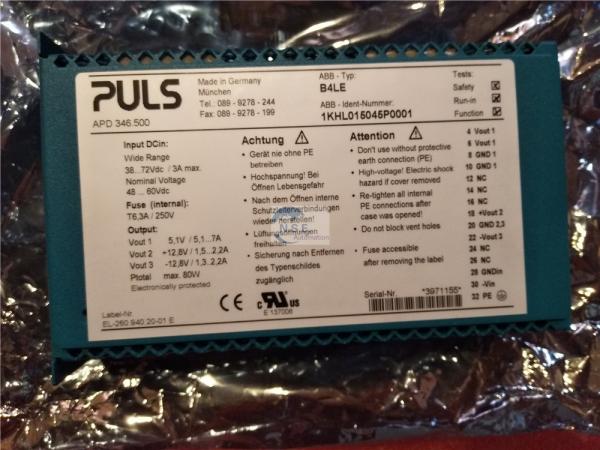 PULS
APD 346.500
Made in Germany
München
Tel.: 089 - 9278 - 244
Fax: 089 - 9278 - 199
ABB - Typ:
B4LE
ABB - Ident-Nummer:
1KHL015045P0001
Tests:
Safety
Run-in
Function
Input DCin:
Wide Range
38...72Vdc / 3A max.
Nominal Voltage
48 .... 60Vdc
Fuse (internal):
T6,3A / 250V
Output:
Vout 1 5,1V / 5,1...7A
Vout 2 +12,8V / 1,5...2,2A
Vout 3 -12,8V / 1,3...2,2A
Ptotal max. 80W
Electronically protected
Label-Nr
EL-260.940.20-01 E
Achtung
• Gerät nie ohne PE
betreiben
• Hochspannung! Bei
Öffnen Lebensgefahr
• Nach dem Öffnen interne
Schutzleiterverbindungen
wieder herstellen!
• Lüftungsöffnungen
freihalten
• Sicherung nach Entfernen
des Typenschildes
zugänglich
NSE
Automation
Attention
• Don't use without protective
earth connection (PE)
• High-voltage! Electric shock
hazard if cover removed
• Re-tighten all internal
PE connections after
case was opened!
• Do not block vent holes
• Fuse accessible
after removing the label
4 Vout 1
6 Vout 1
8 GND 1
10 GND 1
12 NC
14 NC
16 NC
18 +Vout 2
20 GND 2,3
22 -Vout 3
24 NC
26 NC
28 GNDin
30 -Vin
32 PE
CE
c RU us
E 137006
Serial-Nr.
*3971155*